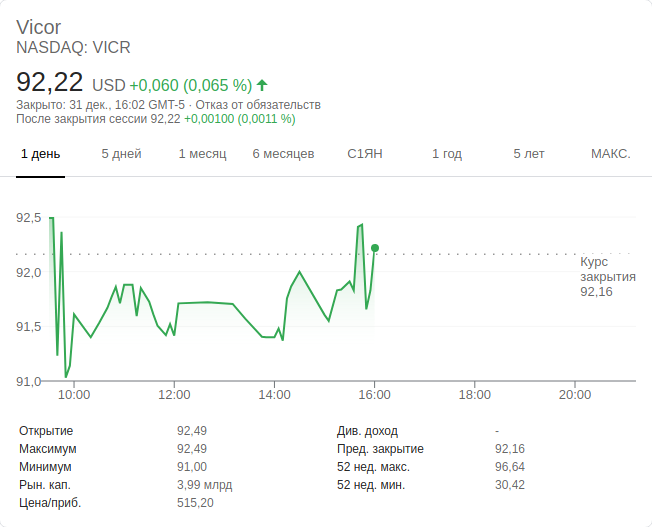 Vicor
NASDAQ: VICR
92,22 USD +0,060 (0,065 %)
Закрыто: 31 дек., 16:02 GMT-5 · Отказ от обязательств
После закрытия сессии 92,22 +0,00100 (0,0011 %)
1 день 5 дней 1 месяц 6 месяцев С1ЯН 1 год 5 лет МАКС.
92,5
92,0
91,5
91,0
Курс
закрытия
92,16
10:00 12:00 14:00 16:00 18:00 20:00
Открытие 92,49
Максимум 92,49
Минимум 91,00
Рын. кап. 3,99 млрд
Цена/приб. 515,20
Див. доход -
Пред. закрытие 92,16
52 нед. макс. 96,64
52 нед. мин. 30,42